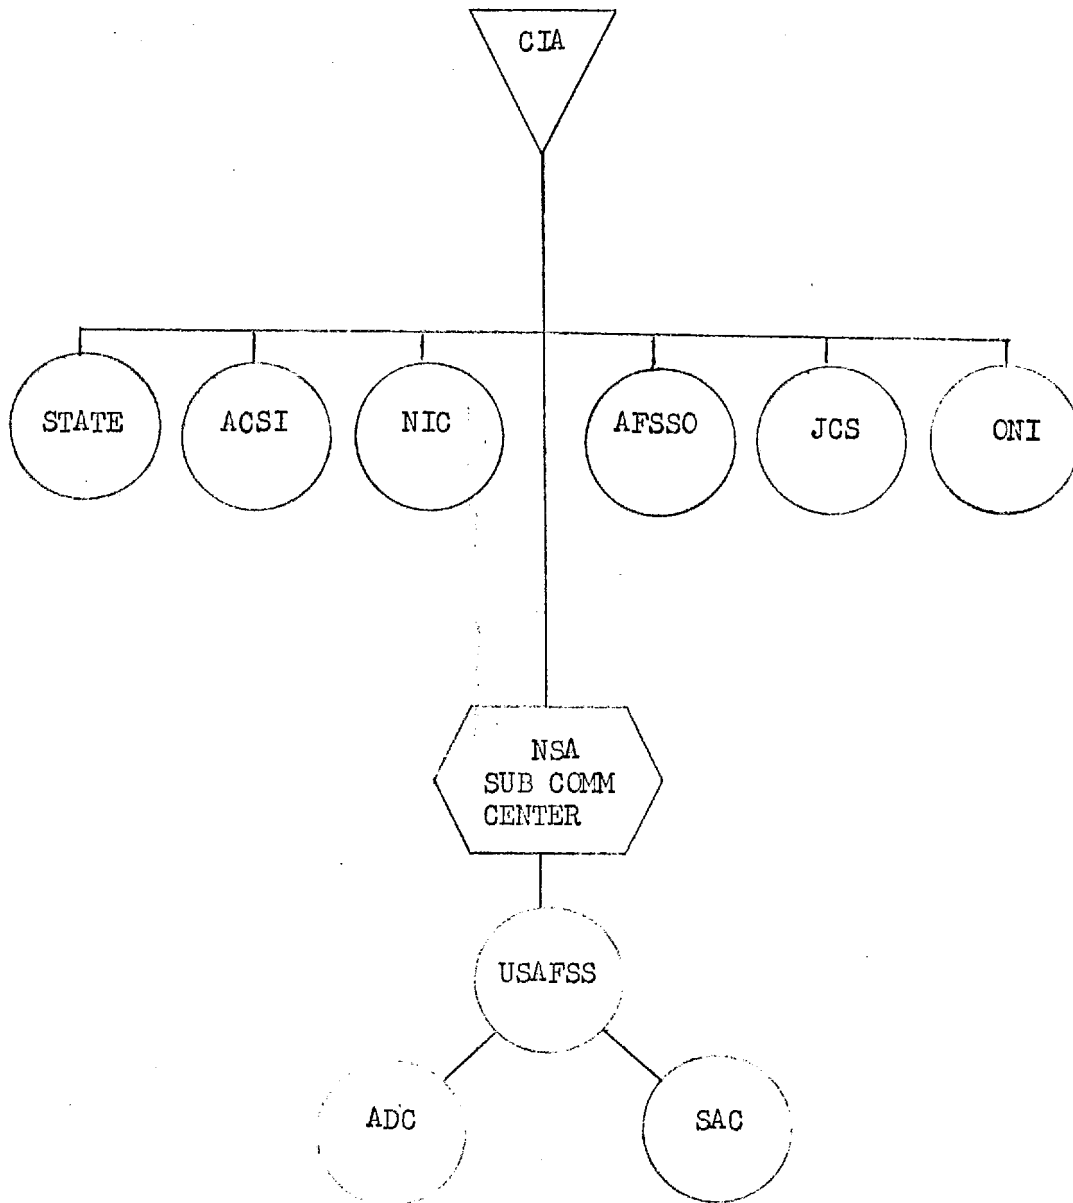 CIA
STATE
ACSI
NIC
AFSSO
JCS
ONI
NSA
SUB COMM
CENTER
USAFSS
ADC
SAC